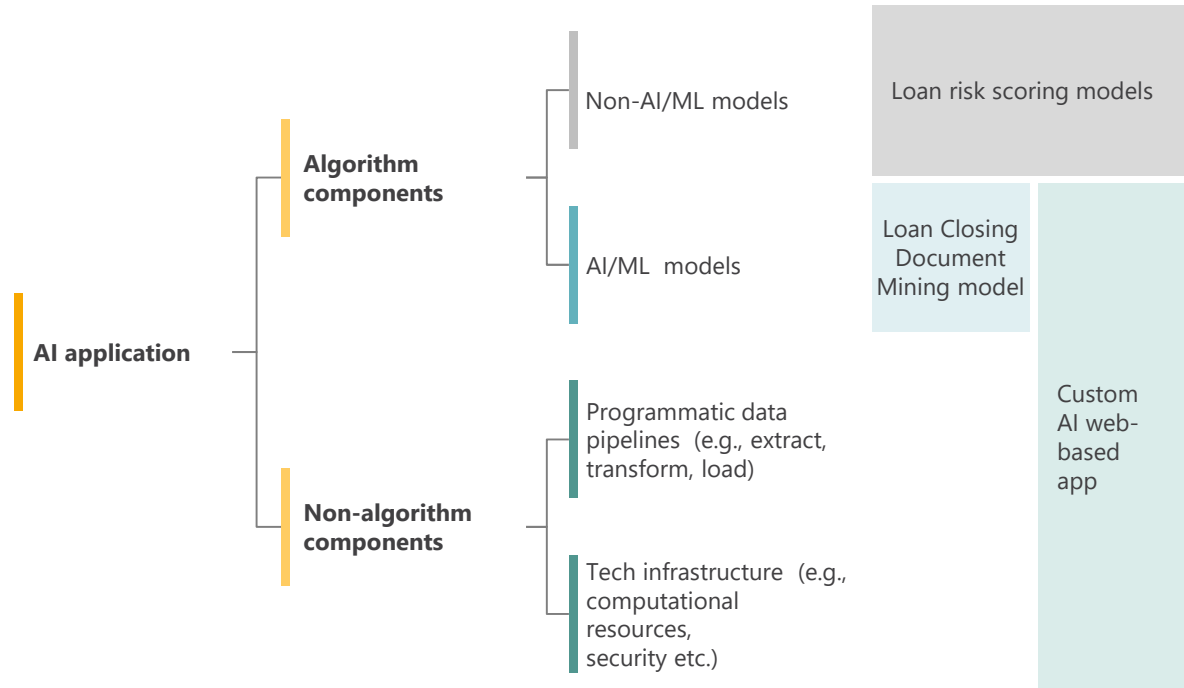 Non-AI/ML models
Loan risk scoring models
Algorithm
components
Loan Closing
Document
Mining model
AI/ML models
AI application
Custom
AI web-
based
app
Programmatic data
pipelines (e.g., extract,
transform, load)
Non-algorithm
components
Tech infrastructure (e.g.,
computational
resources,
security etc.)